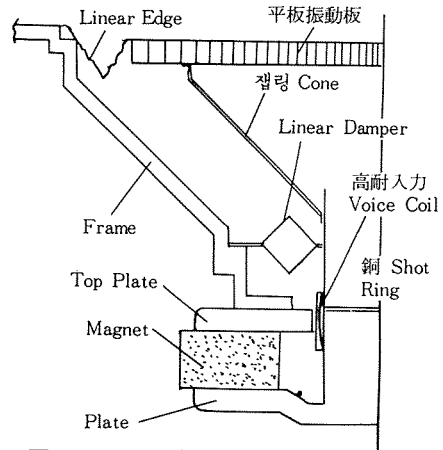 Linear Edge
平板振動板
잽링 Cone
Linear Damper
高耐入力
Voice Coil
Frame
銅 Shot
Ring
Top Plate
Magnet
Plate